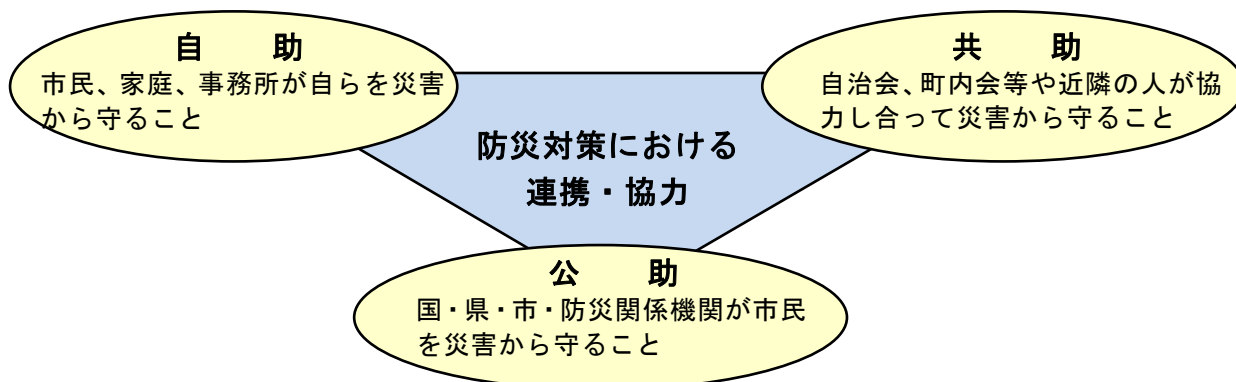 自　　助
市民、家庭、事務所が自らを災害
から守ること
共　　助
自治会、町内会等や近隣の人が協
力し合って災害から守ること
防災対策における
連携・協力
公　　助
国・県・市・防災関係機関が市民
を災害から守ること